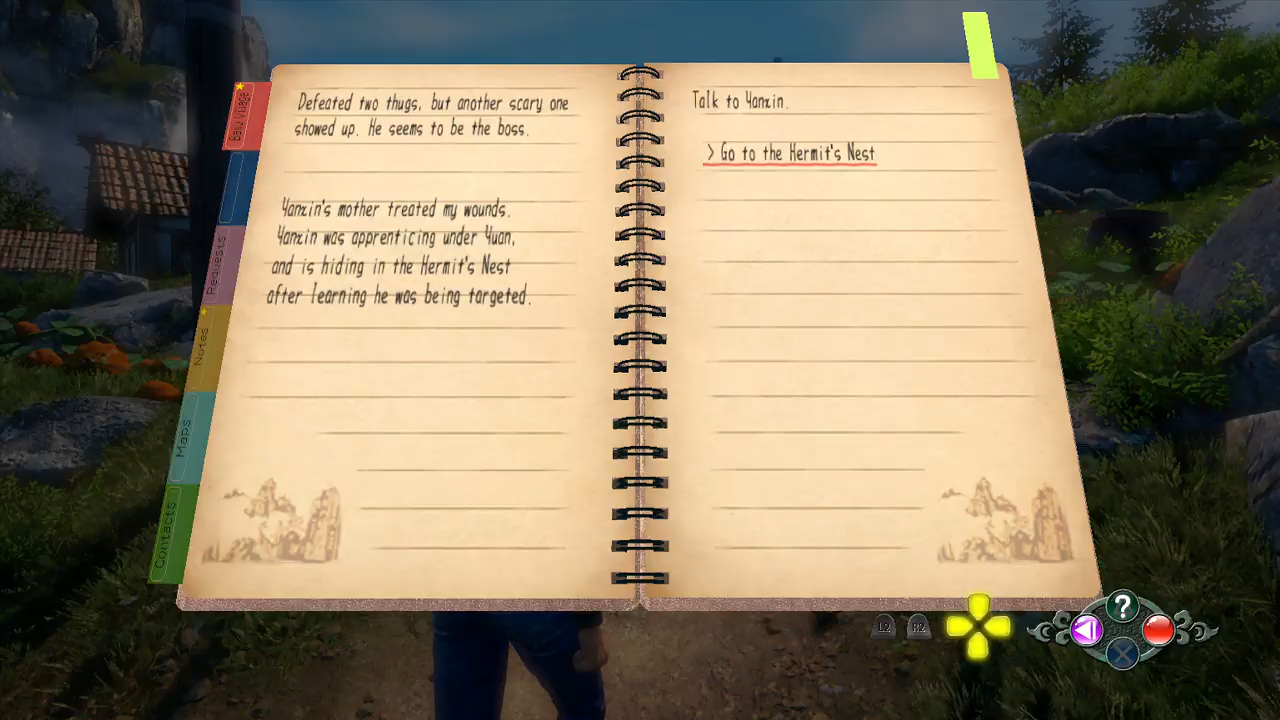 Defeated two thugs, but another scary one
showed up. He seems to be the boss.
Yanxin's mother treated my wounds.
Yanxin was apprenticing under Yuan,
and is hiding in the Hermit's Nest
after learning he was being targeted.
Talk to Yanxin.
> Go to the Hermit's Nest
Bailu Village
Requests
Notes
Maps
Contacts
L2
R2
?